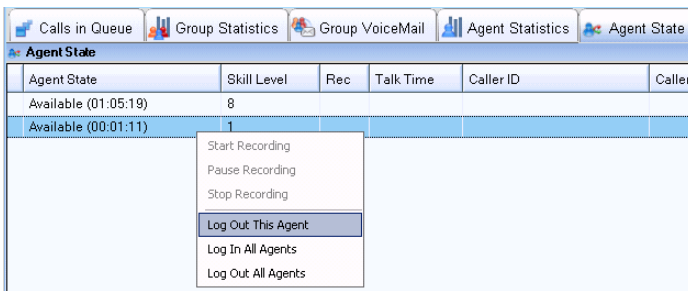 Calls in Queue Group Statistics Group VoiceMail Agent Statistics Agent State
Agent State
Agent State Skill Level Rec Talk Time Caller ID Caller
Available (01:05:19) 8
Available (00:01:11) 1
Start Recording
Pause Recording
Stop Recording
Log Out This Agent
Log In All Agents
Log Out All Agents